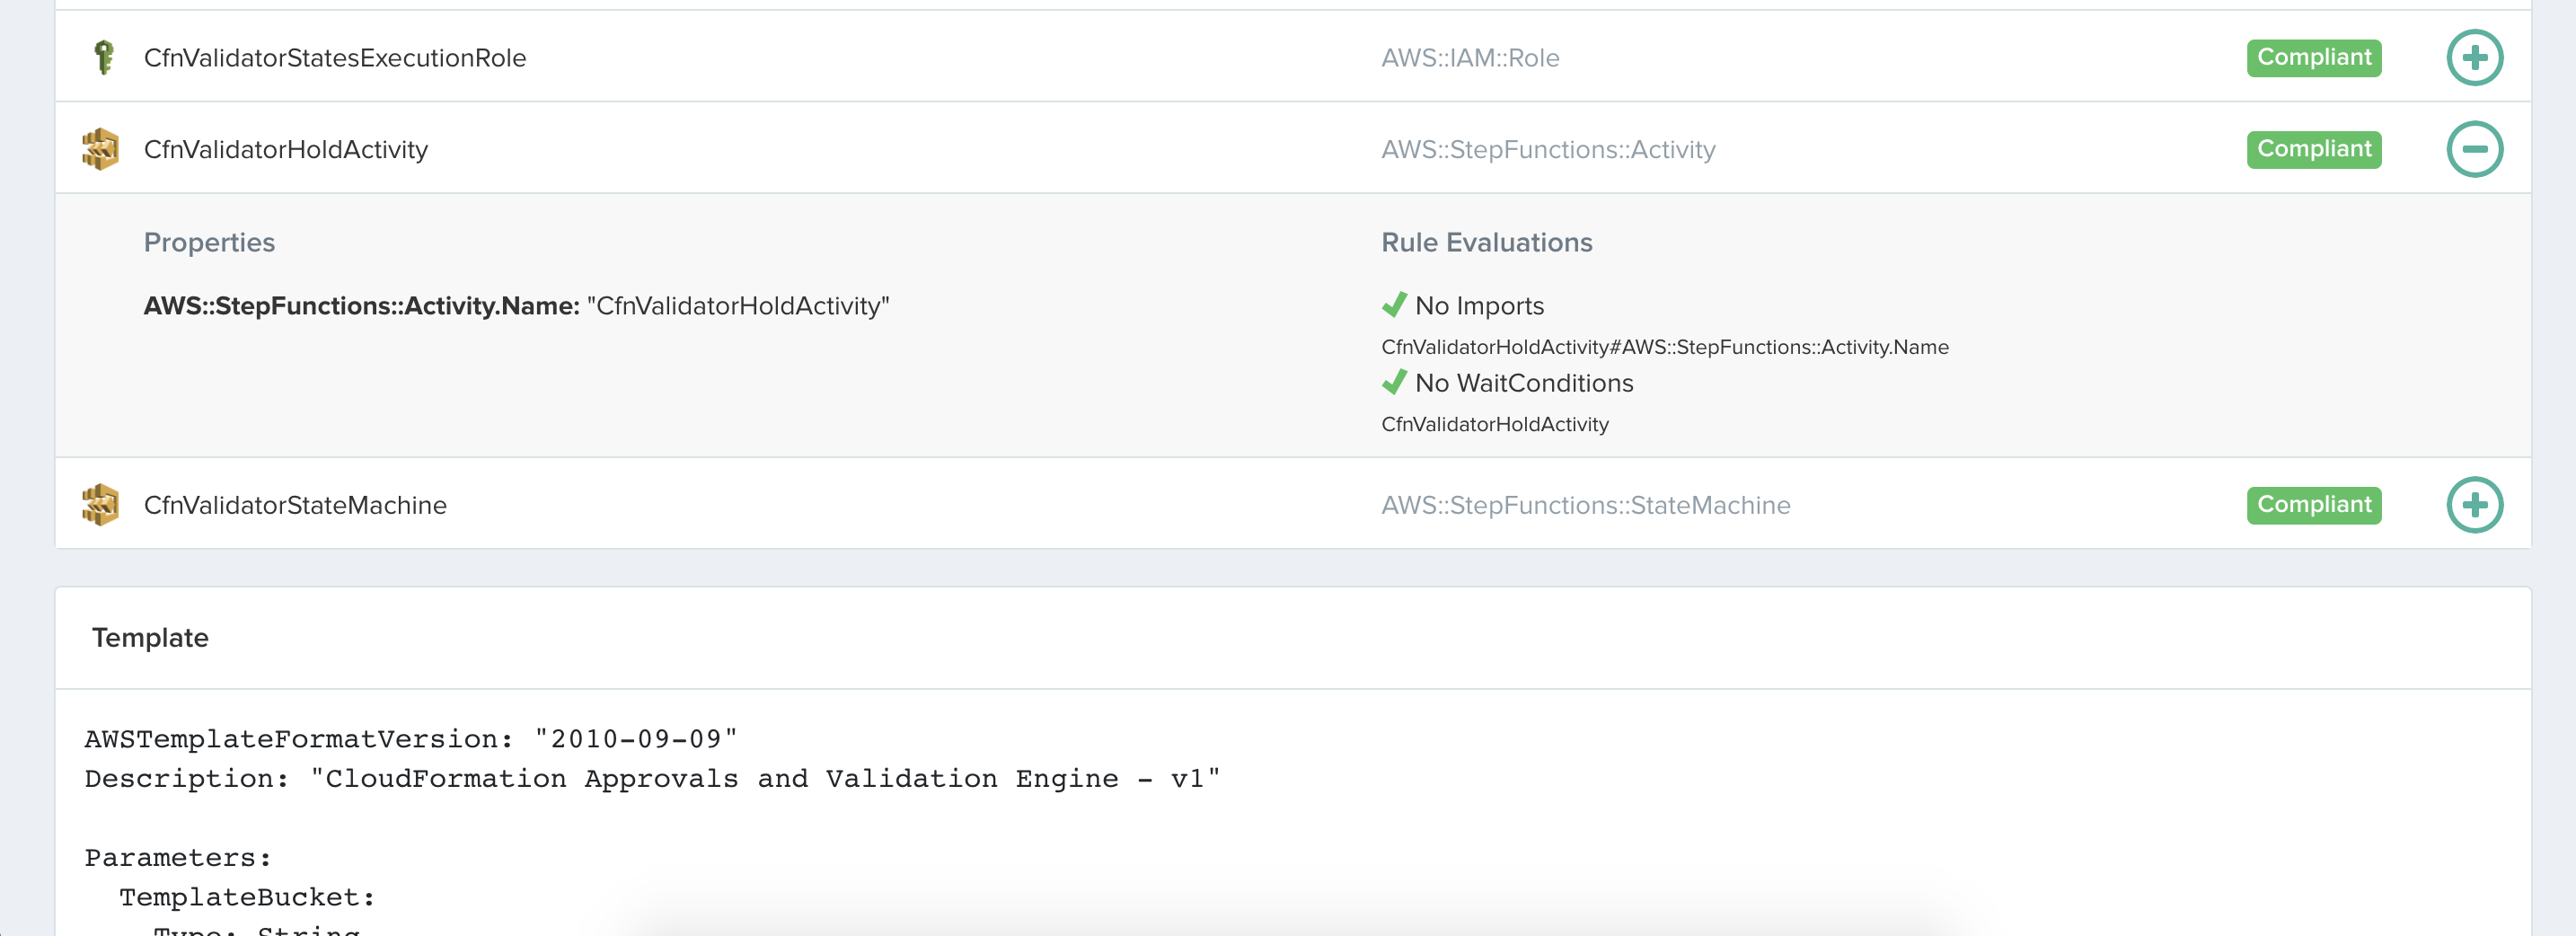 CfnValidatorStatesExecutionRole AWS::IAM::Role Compliant
CfnValidatorHoldActivity AWS::StepFunctions::Activity Compliant
Properties Rule Evaluations
AWS::StepFunctions::Activity.Name: "CfnValidatorHoldActivity" No Imports
CfnValidatorHoldActivity#AWS::StepFunctions::Activity.Name
No WaitConditions
CfnValidatorHoldActivity
CfnValidatorStateMachine AWS::StepFunctions::StateMachine Compliant
Template
AWSTemplateFormatVersion: "2010-09-09"
Description: "CloudFormation Approvals and Validation Engine - v1"
Parameters:
TemplateBucket:
Type: String